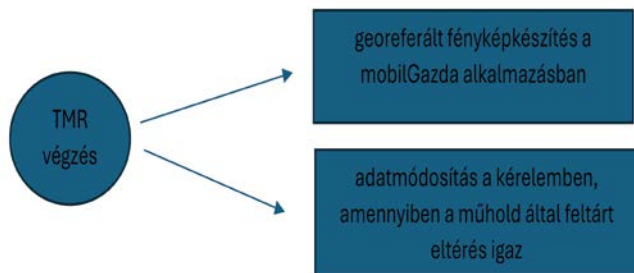 georeferált fényképkészítés a
mobilGazda alkalmazásban
TMR
végzés
adatmódosítás a kérelemben,
amennyiben a műhold által feltárt
eltérés igaz